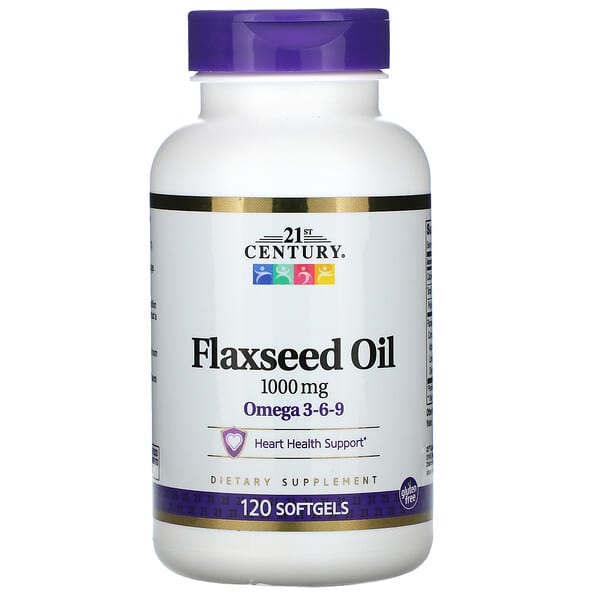 21ST
CENTURY®
Flaxseed Oil
1000 mg
Omega 3-6-9
Heart Health Support*
DIETARY SUPPLEMENT
gluten
free
120 SOFTGELS